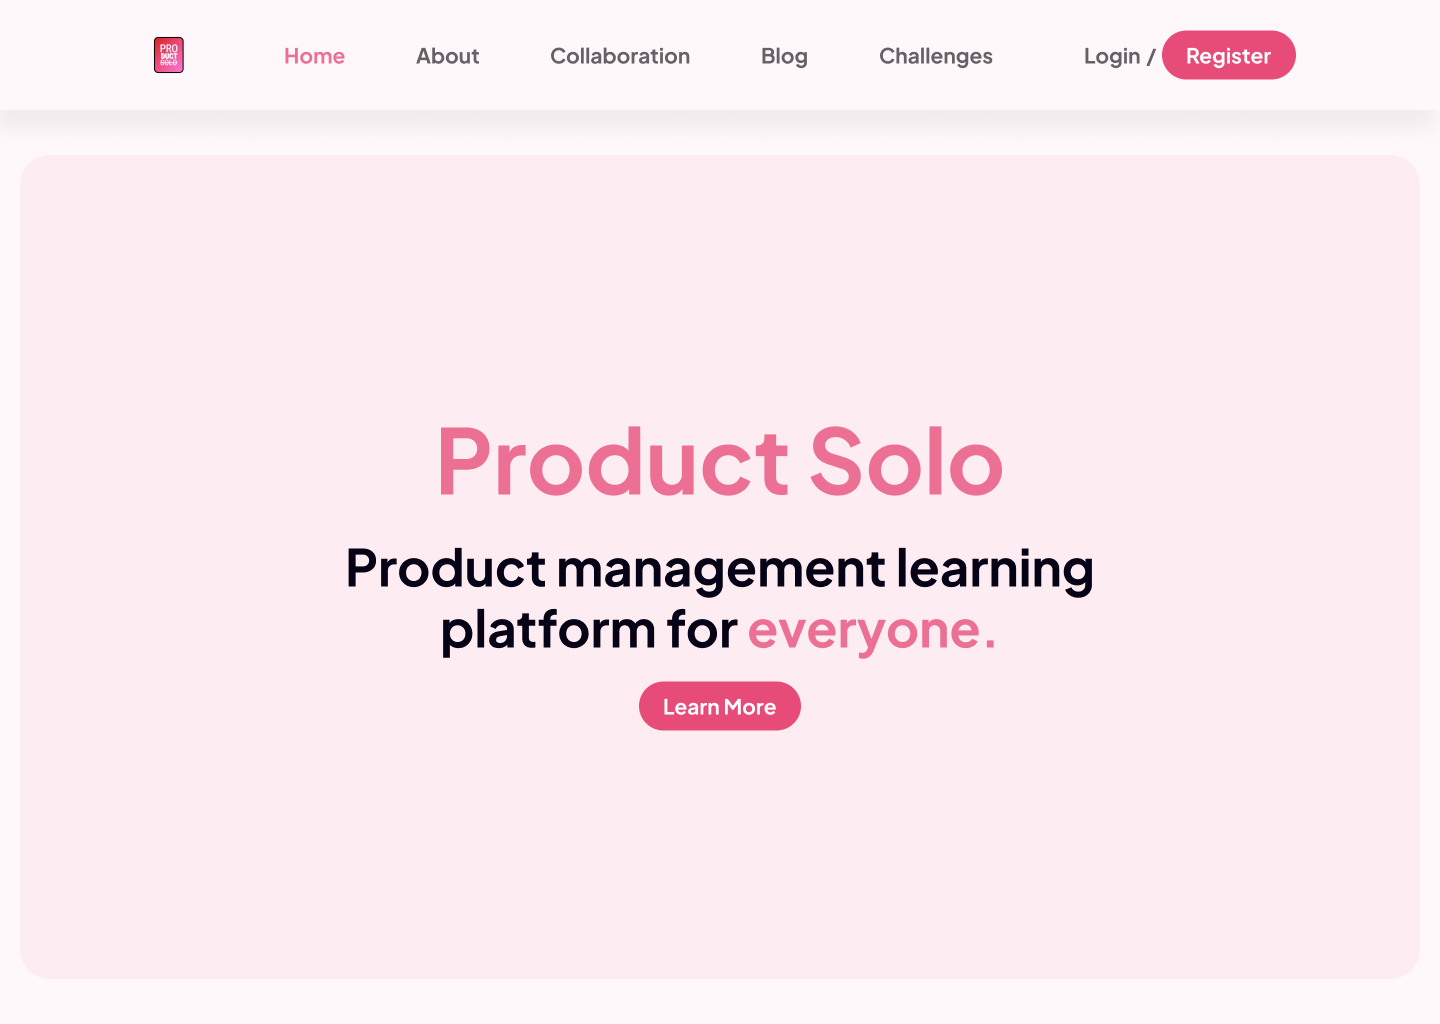 PRO
DUCT
SOLO
Home About Collaboration Blog Challenges Login / Register
Product Solo
Product management learning
platform for everyone.
Learn More